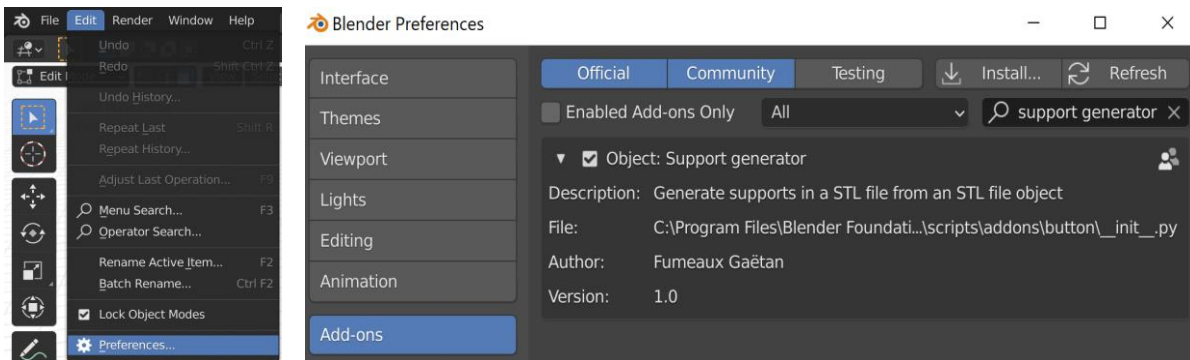 File Edit Render Window Help
Undo Ctrl Z
Redo Shift Ctrl Z
Edit
Undo History...
Repeat Last Shift R
Repeat History...
Adjust Last Operation... F9
Menu Search... F3
Operator Search...
Rename Active Item... F2
Batch Rename... Ctrl F2
Lock Object Modes
Preferences...
Blender Preferences
Interface
Themes
Viewport
Lights
Editing
Animation
Add-ons
Official Community Testing Install... Refresh
Enabled Add-ons Only All support generator
Object: Support generator
Description: Generate supports in a STL file from an STL file object
File: C:\Program Files\Blender Foundati...\scripts\addons\button\__init__.py
Author: Fumeaux Gaëtan
Version: 1.0